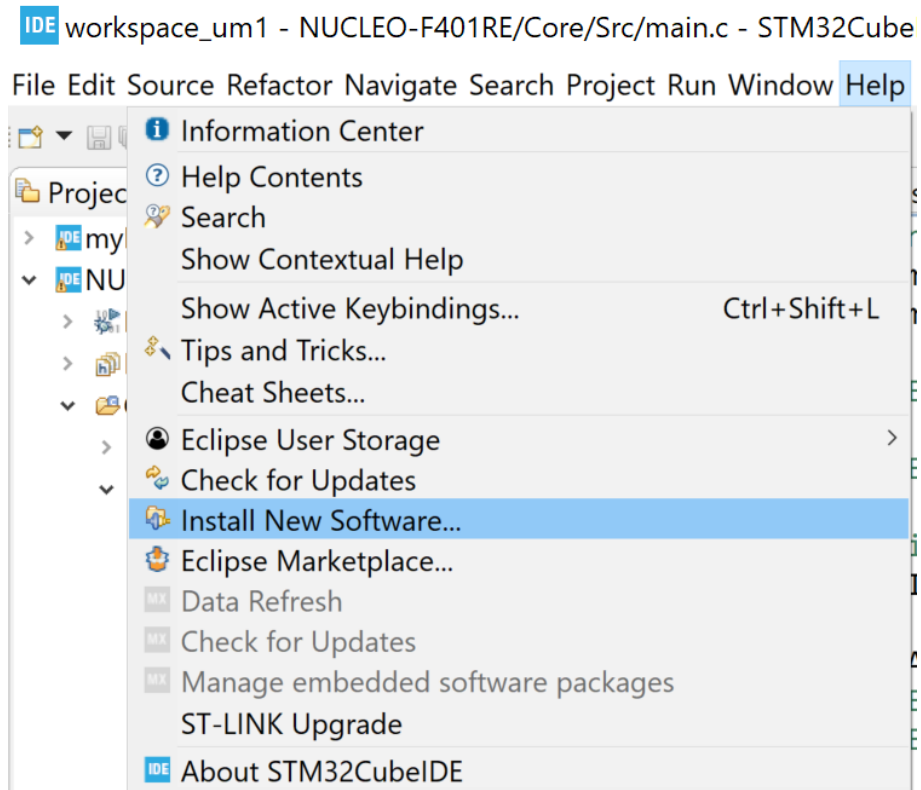 IDE workspace_um1 - NUCLEO-F401RE/Core/Src/main.c - STM32Cube
File Edit Source Refactor Navigate Search Project Run Window Help
Information Center
Projec
Help Contents
Search
IDE my
Show Contextual Help
IDE NU
Show Active Keybindings... Ctrl+Shift+L
Tips and Tricks...
Cheat Sheets...
Eclipse User Storage
Check for Updates
Install New Software...
Eclipse Marketplace...
MX Data Refresh
MX Check for Updates
MX Manage embedded software packages
ST-LINK Upgrade
IDE About STM32CubeIDE